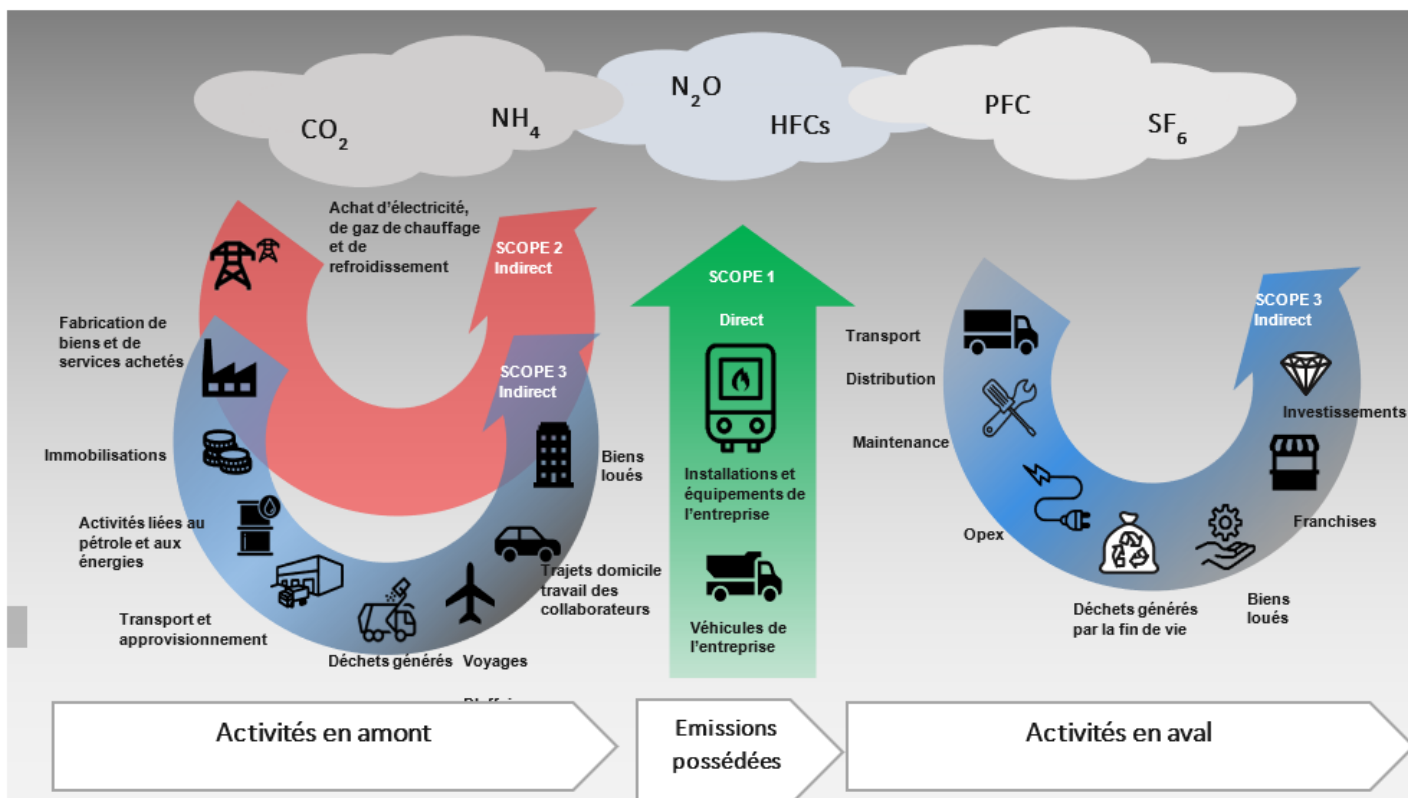 CO₂
NH₄
N₂O
HFCs
PFC
SF₆
Achat d’électricité,
de gaz de chauffage
et de
refroidissement
SCOPE 2
Indirect
Fabrication de
biens et de
services achetés
SCOPE 3
Indirect
Immobilisations
Biens
loués
Activités liées au
pétrole et aux
énergies
Trajets domicile
travail des
collaborateurs
Transport et
approvisionnement
Déchets générés
Voyages
SCOPE 1
Direct
Installations et
équipements de
l’entreprise
Véhicules de
l’entreprise
SCOPE 3
Indirect
Transport
Distribution
Maintenance
Opex
Déchets générés
par la fin de vie
Biens
loués
Franchises
Investissements
Activités en amont
Emissions
possédées
Activités en aval